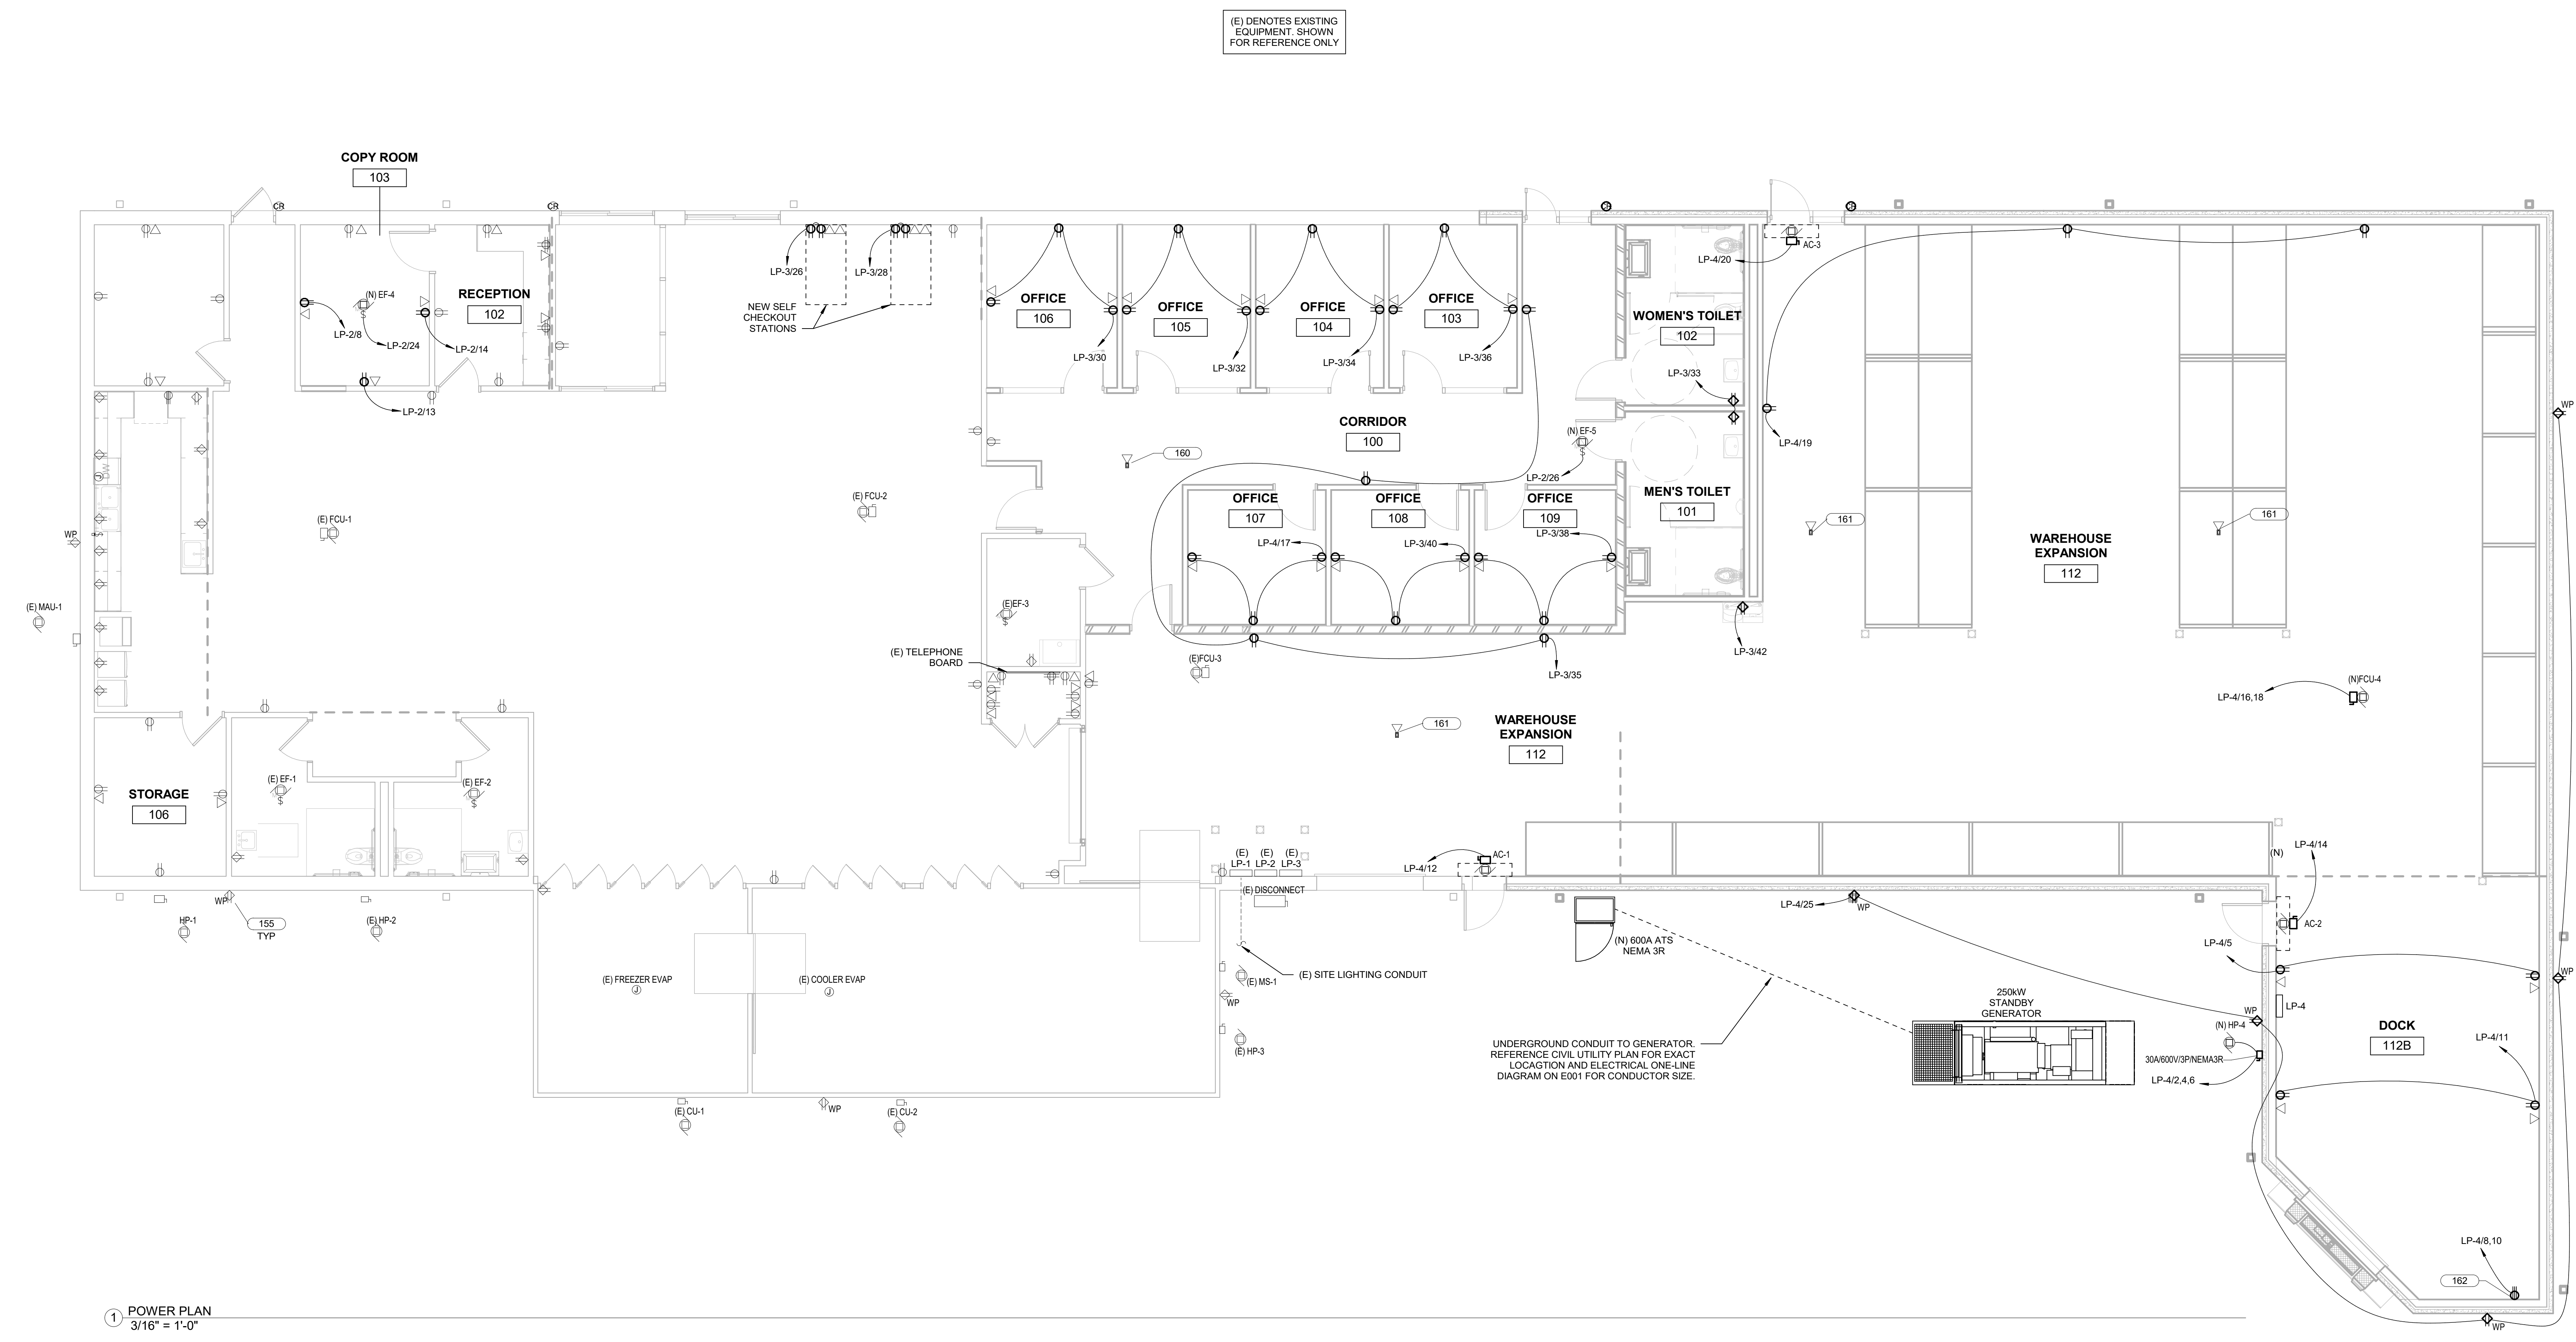 (E) DENOTES EXISTING
EQUIPMENT. SHOWN
FOR REFERENCE ONLY
COPY ROOM
103
CR
CR
CR
CR
(N) EF-4
$
LP-2/8
LP-2/24
LP-2/14
LP-2/13
RECEPTION
102
LP-3/26
LP-3/28
NEW SELF
CHECKOUT
STATIONS
OFFICE
106
LP-3/30
OFFICE
105
LP-3/32
OFFICE
104
LP-3/34
OFFICE
103
LP-3/36
WOMEN'S TOILET
102
LP-3/33
LP-4/20
AC-3
LP-4/19
WP
CORRIDOR
100
160
(N) EF-5
$
LP-2/26
MEN'S TOILET
101
OFFICE
107
LP-4/17
OFFICE
108
LP-3/40
OFFICE
109
LP-3/38
161
161
WAREHOUSE
EXPANSION
112
DW
WP
$
(E) FCU-1
(E) FCU-2
(E) MAU-1
(E)EF-3
$
(E) TELEPHONE
BOARD
(E)FCU-3
LP-3/35
LP-3/42
LP-4/16,18
(N)FCU-4
161
WAREHOUSE
EXPANSION
112
STORAGE
106
(E) EF-1
$
(E) EF-2
$
(E)
LP-1
(E)
LP-2
(E)
LP-3
(E) DISCONNECT
LP-4/12
AC-1
(N)
LP-4/14
AC-2
HP-1
WP
155
TYP
(E) HP-2
(E) FREEZER EVAP
J
(E) COOLER EVAP
J
(E) MS-1
WP
(E) HP-3
(E) SITE LIGHTING CONDUIT
(N) 600A ATS
NEMA 3R
LP-4/25
WP
LP-4/5
WP
LP-4
250kW
STANDBY
GENERATOR
WP
(N) HP-4
30A/600V/3P/NEMA3R
LP-4/2,4,6
DOCK
112B
LP-4/11
UNDERGROUND CONDUIT TO GENERATOR.
REFERENCE CIVIL UTILITY PLAN FOR EXACT
LOCAGTION AND ELECTRICAL ONE-LINE
DIAGRAM ON E001 FOR CONDUCTOR SIZE.
(E) CU-1
WP
(E) CU-2
LP-4/8,10
162
WP
1
POWER PLAN
3/16" = 1'-0"